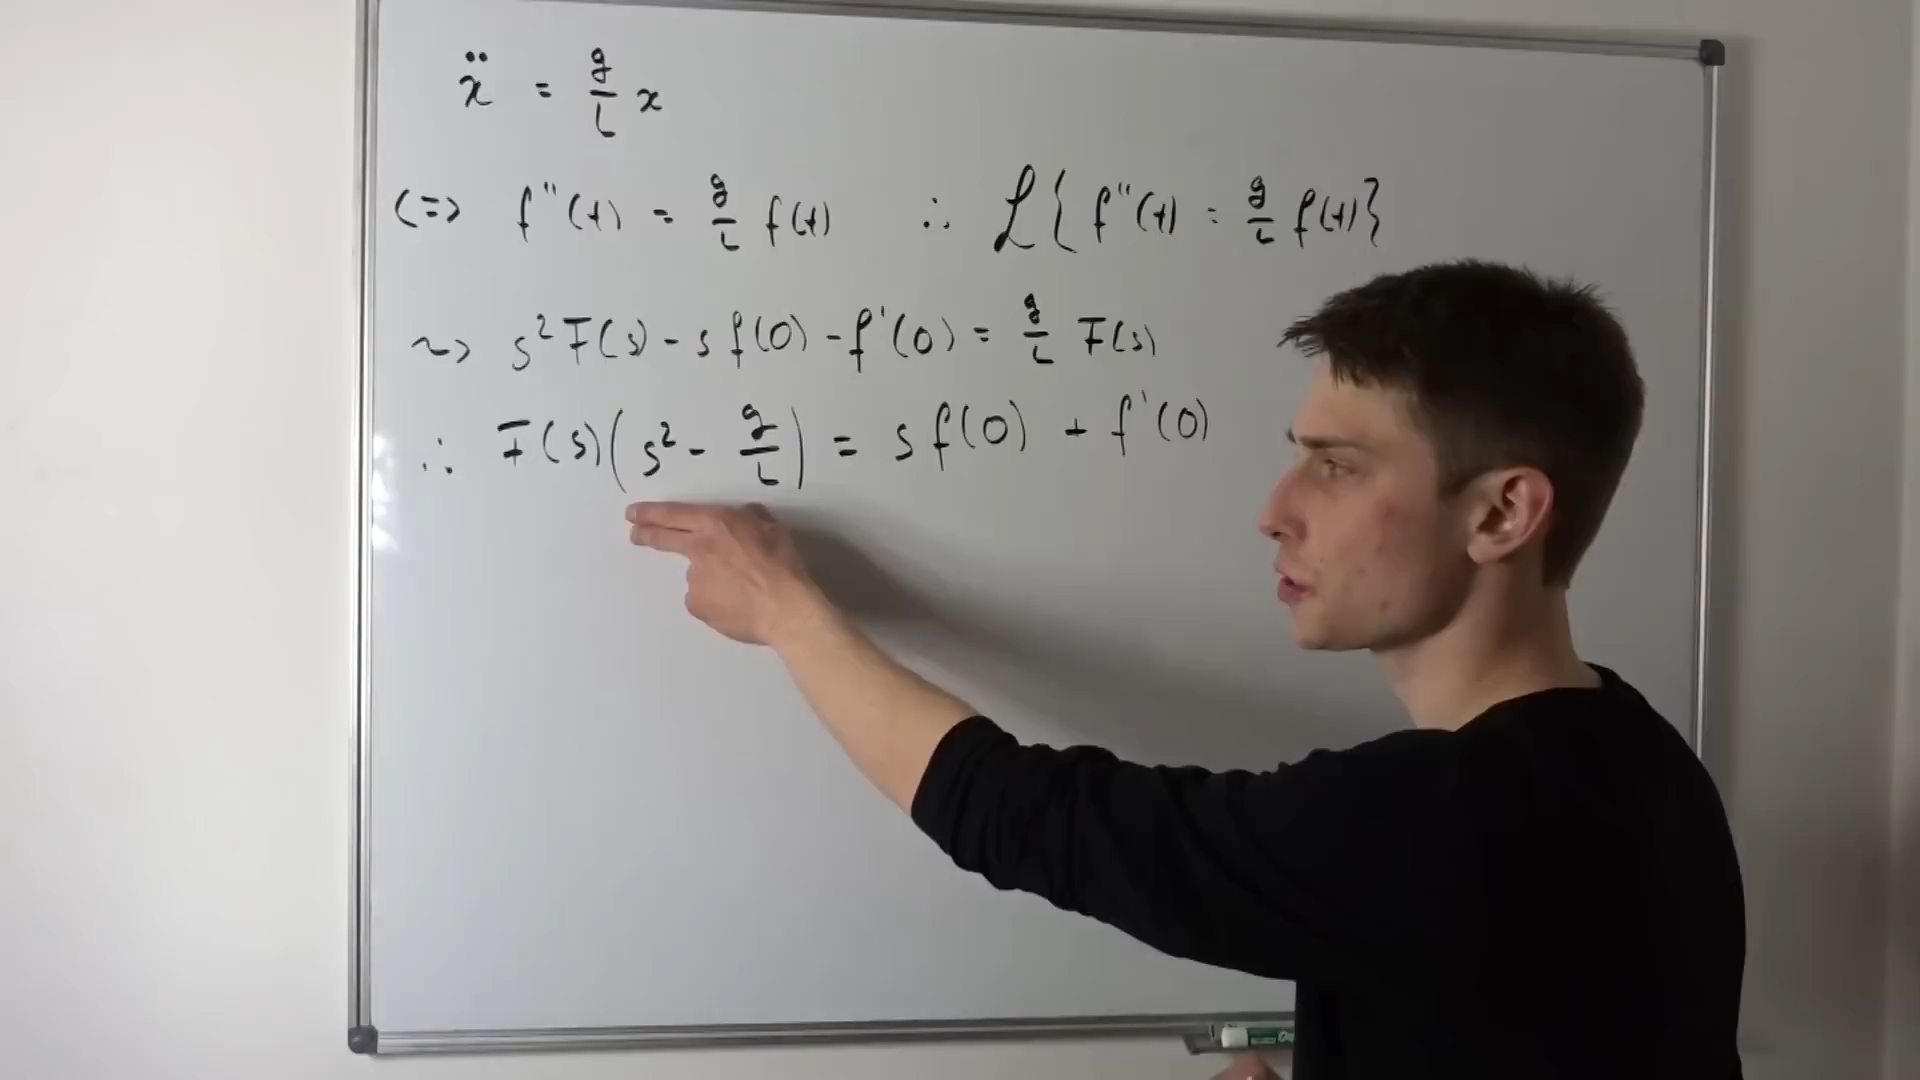 ẍ = g/L x
(=> f''(t) = g/L f(t) ∴ ℒ{f''(t) = g/L f(t)}
~> s²F(s) - s f(0) - f'(0) = g/L F(s)
∴ F(s)(s² - g/L) = s f(0) + f'(0)